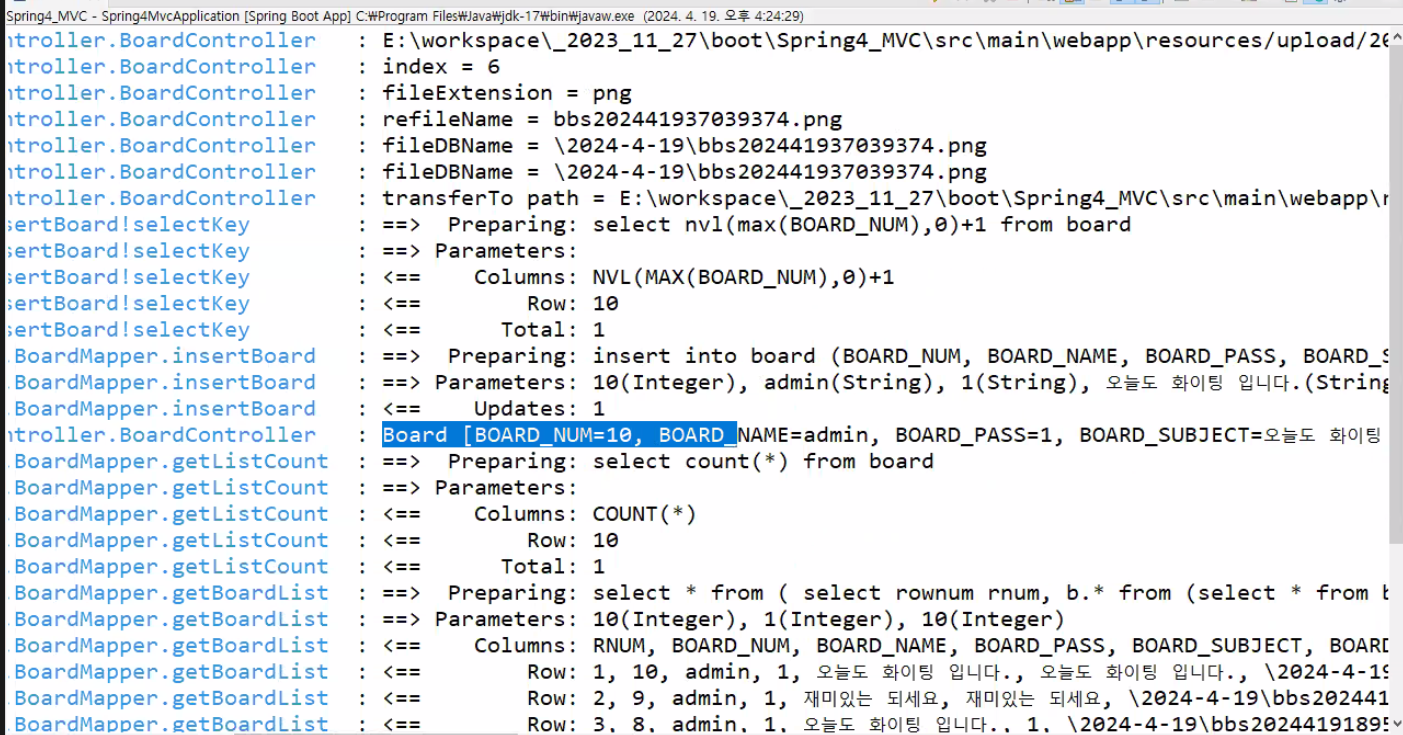 Spring4_MVC - Spring4MvcApplication [Spring Boot App] C:₩Program Files₩Java₩jdk-17₩bin₩javaw.exe (2024. 4. 19. 오후 4:24:29)
ntroller.BoardController : E:\workspace\_2023_11_27\boot\Spring4_MVC\src\main\webapp\resources/upload/20
ntroller.BoardController : index = 6
ntroller.BoardController : fileExtension = png
ntroller.BoardController : refileName = bbs202441937039374.png
ntroller.BoardController : fileDBName = \2024-4-19\bbs202441937039374.png
ntroller.BoardController : fileDBName = \2024-4-19\bbs202441937039374.png
ntroller.BoardController : transferTo path = E:\workspace\_2023_11_27\boot\Spring4_MVC\src\main\webapp\r
sertBoard!selectKey : ==> Preparing: select nvl(max(BOARD_NUM),0)+1 from board
sertBoard!selectKey : ==> Parameters:
sertBoard!selectKey : <== Columns: NVL(MAX(BOARD_NUM),0)+1
sertBoard!selectKey : <== Row: 10
sertBoard!selectKey : <== Total: 1
.BoardMapper.insertBoard : ==> Preparing: insert into board (BOARD_NUM, BOARD_NAME, BOARD_PASS, BOARD_S
.BoardMapper.insertBoard : ==> Parameters: 10(Integer), admin(String), 1(String), 오늘도 화이팅 입니다.(String
.BoardMapper.insertBoard : <== Updates: 1
ntroller.BoardController : Board [BOARD_NUM=10, BOARD_NAME=admin, BOARD_PASS=1, BOARD_SUBJECT=오늘도 화이팅
.BoardMapper.getListCount : ==> Preparing: select count(*) from board
.BoardMapper.getListCount : ==> Parameters:
.BoardMapper.getListCount : <== Columns: COUNT(*)
.BoardMapper.getListCount : <== Row: 10
.BoardMapper.getListCount : <== Total: 1
.BoardMapper.getBoardList : ==> Preparing: select * from ( select rownum rnum, b.* from (select * from b
.BoardMapper.getBoardList : ==> Parameters: 10(Integer), 1(Integer), 10(Integer)
.BoardMapper.getBoardList : <== Columns: RNUM, BOARD_NUM, BOARD_NAME, BOARD_PASS, BOARD_SUBJECT, BOARD
.BoardMapper.getBoardList : <== Row: 1, 10, admin, 1, 오늘도 화이팅 입니다., 오늘도 화이팅 입니다., \2024-4-19
.BoardMapper.getBoardList : <== Row: 2, 9, admin, 1, 재미있는 되세요, 재미있는 되세요, \2024-4-19\bbs202441
.BoardMapper.getBoardList : <== Row: 3, 8, admin, 1, 오늘도 화이팅 입니다., 1, \2024-4-19\bbs20244191895